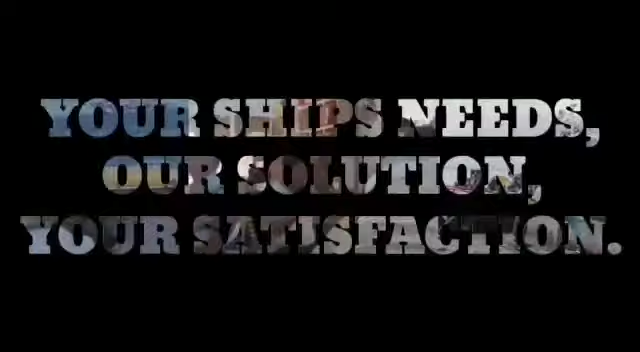 YOUR SHIPS NEEDS,
OUR SOLUTION,
YOUR SATISFACTION.